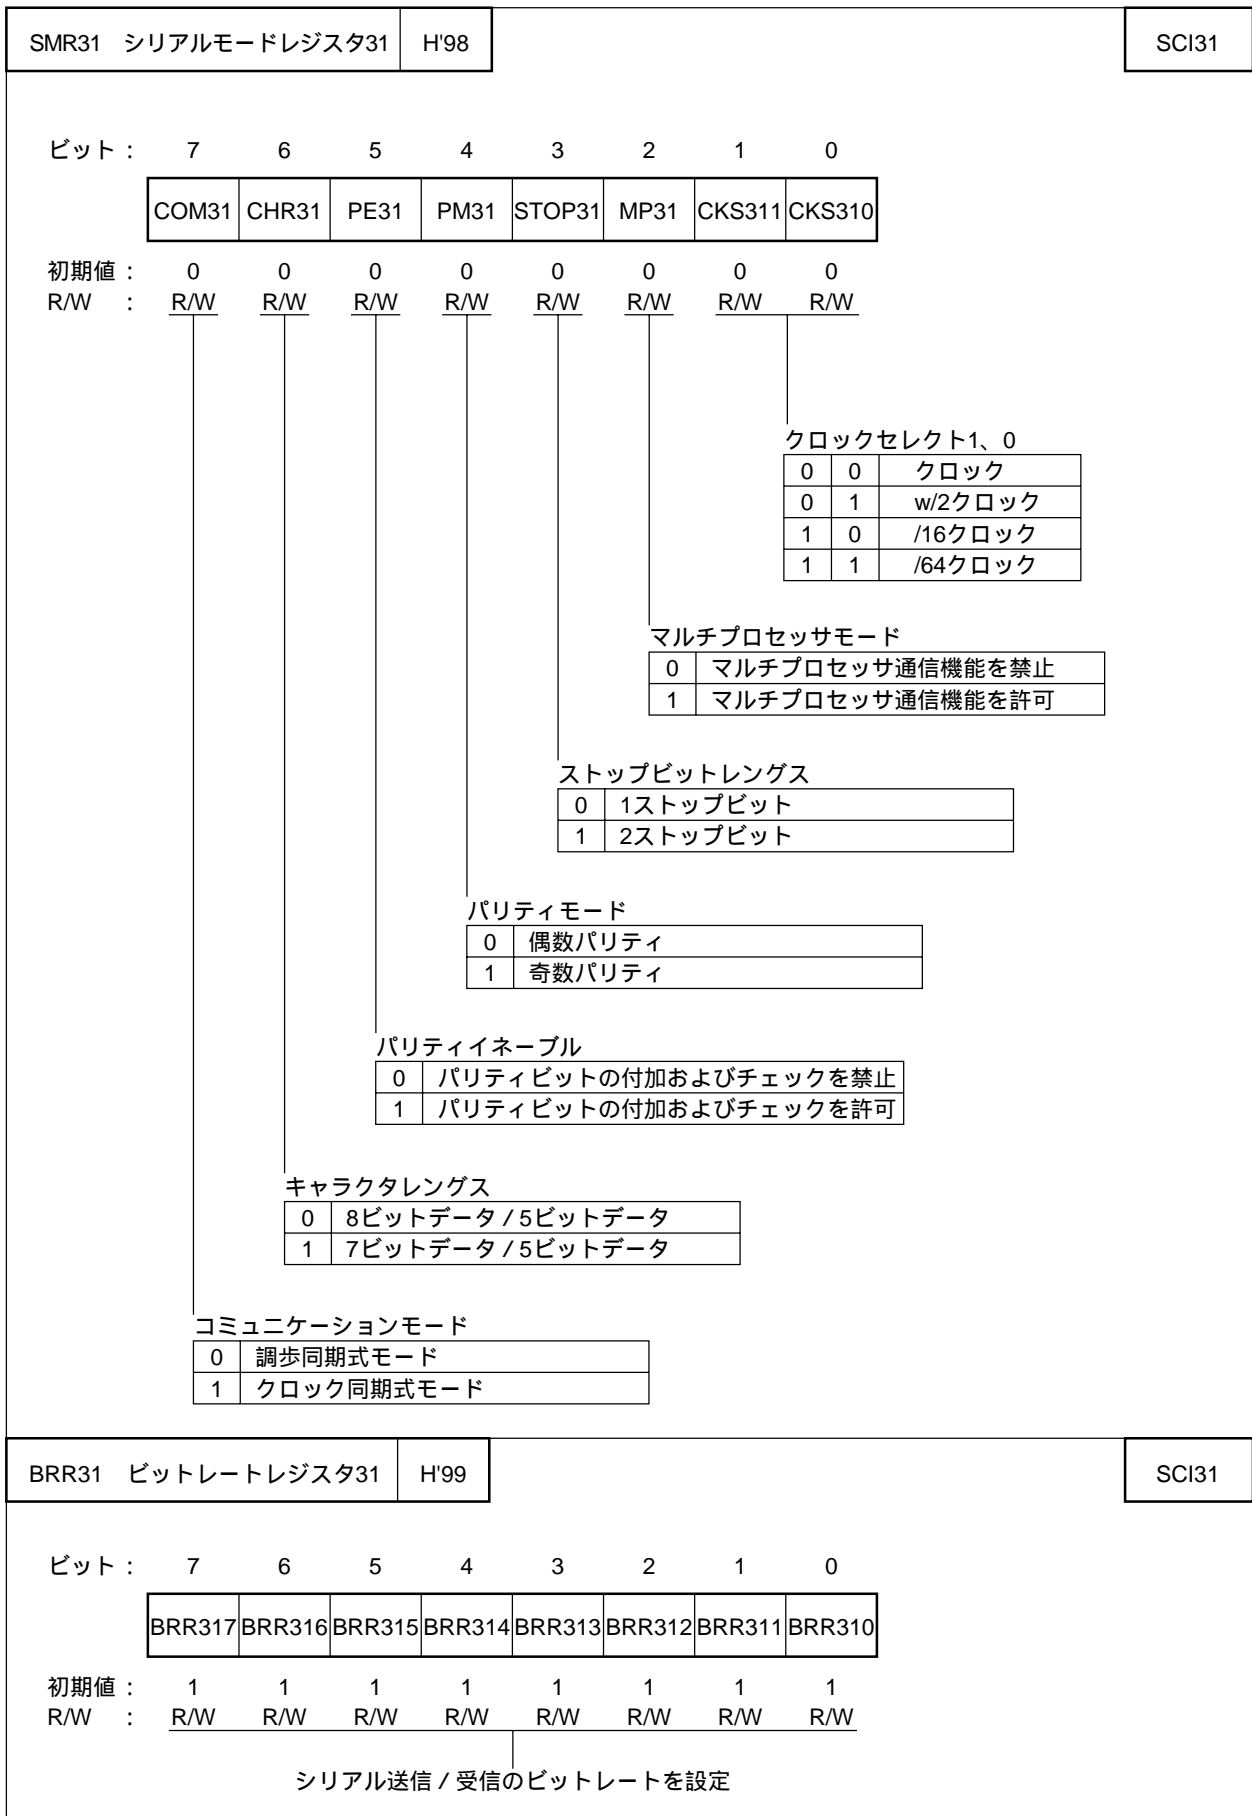 SMR31 シリアルモードレジスタ31 H'98 SCI31
ビット： 7 6 5 4 3 2 1 0
COM31 CHR31 PE31 PM31 STOP31 MP31 CKS311 CKS310
初期値： 0 0 0 0 0 0 0 0
R/W ： R/W R/W R/W R/W R/W R/W R/W R/W
クロックセレクト1、0
0 0 クロック
0 1 w/2クロック
1 0 /16クロック
1 1 /64クロック
マルチプロセッサモード
0 マルチプロセッサ通信機能を禁止
1 マルチプロセッサ通信機能を許可
ストップビットレングス
0 1ストップビット
1 2ストップビット
パリティモード
0 偶数パリティ
1 奇数パリティ
パリティイネーブル
0 パリティビットの付加およびチェックを禁止
1 パリティビットの付加およびチェックを許可
キャラクタレングス
0 8ビットデータ / 5ビットデータ
1 7ビットデータ / 5ビットデータ
コミュニケーションモード
0 調歩同期式モード
1 クロック同期式モード
BRR31 ビットレートレジスタ31 H'99 SCI31
ビット： 7 6 5 4 3 2 1 0
BRR317 BRR316 BRR315 BRR314 BRR313 BRR312 BRR311 BRR310
初期値： 1 1 1 1 1 1 1 1
R/W ： R/W R/W R/W R/W R/W R/W R/W R/W
シリアル送信 / 受信のビットレートを設定